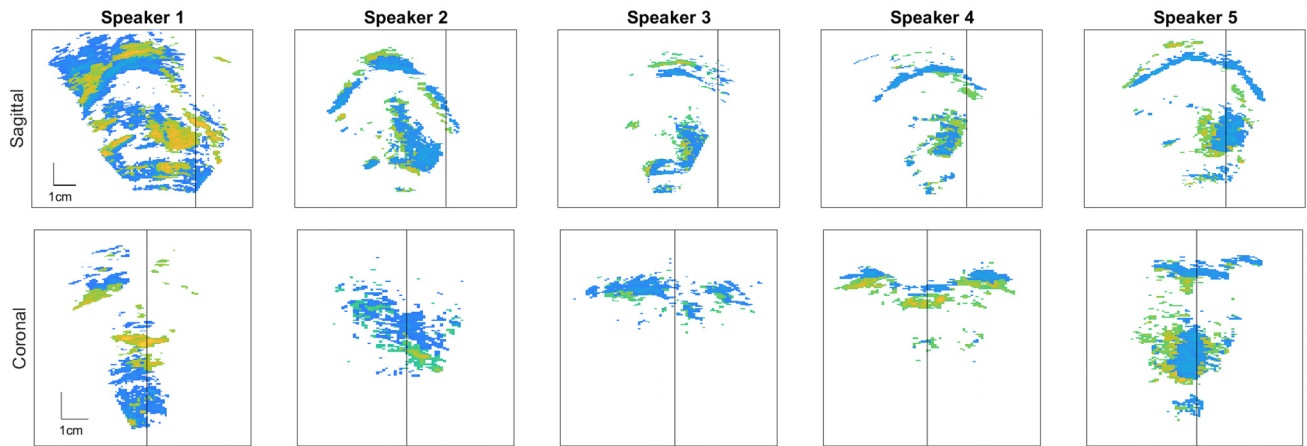 Speaker 1 Speaker 2 Speaker 3 Speaker 4 Speaker 5
Sagittal
1cm
Coronal
1cm